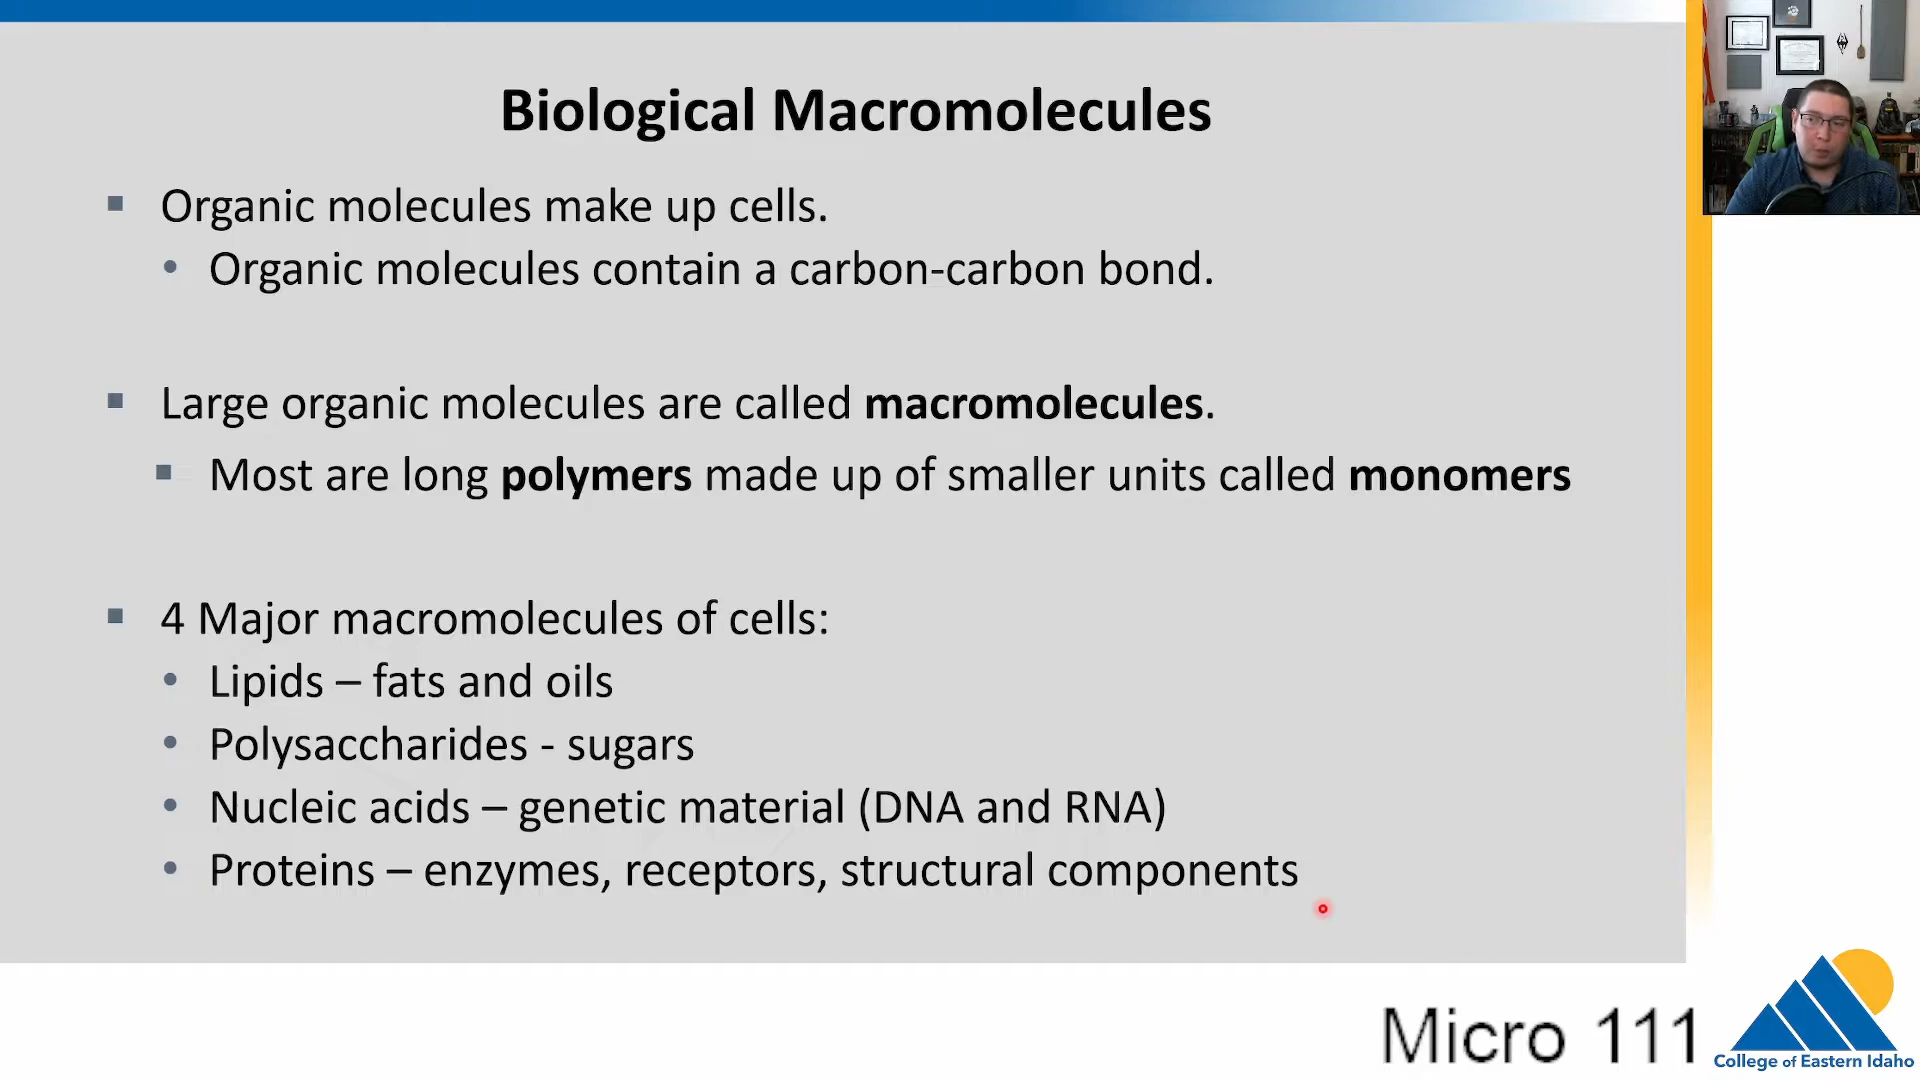 Biological Macromolecules
Organic molecules make up cells.
Organic molecules contain a carbon-carbon bond.
Large organic molecules are called macromolecules.
Most are long polymers made up of smaller units called monomers
4 Major macromolecules of cells:
Lipids – fats and oils
Polysaccharides - sugars
Nucleic acids – genetic material (DNA and RNA)
Proteins – enzymes, receptors, structural components
Micro 111
College of Eastern Idaho